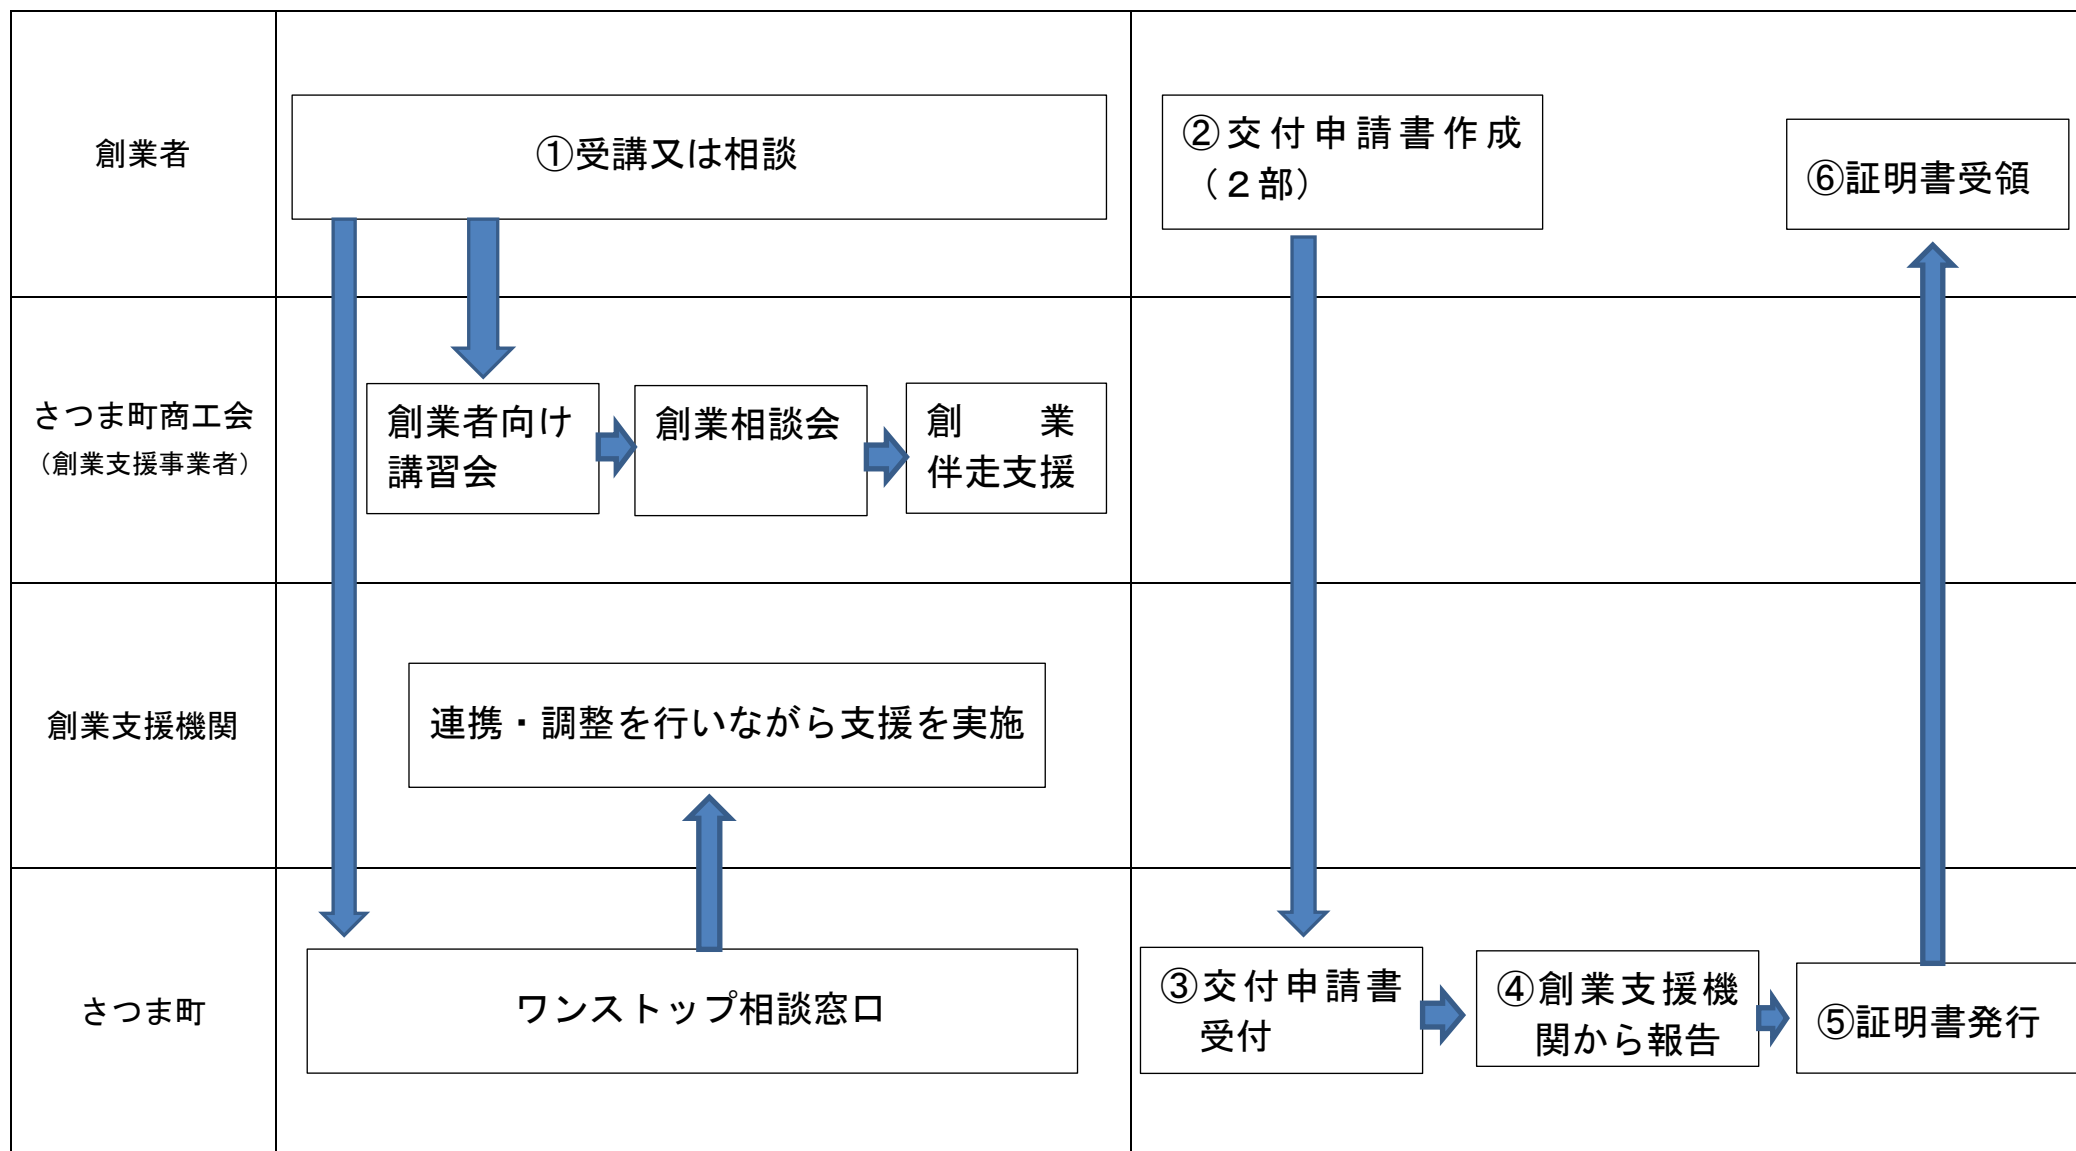 創業者
①受講又は相談
②交付申請書作成
（２部）
⑥証明書受領
さつま町商工会
（創業支援事業者）
創業者向け
講習会
創業相談会
創　　業
伴走支援
創業支援機関
連携・調整を行いながら支援を実施
さつま町
ワンストップ相談窓口
③交付申請書
受付
④創業支援機
関から報告
⑤証明書発行